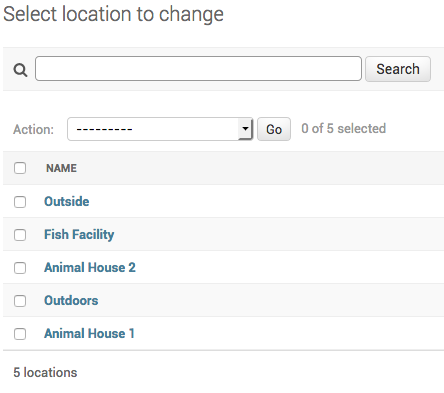 Select location to change
Search
Action: --------- Go 0 of 5 selected
NAME
Outside
Fish Facility
Animal House 2
Outdoors
Animal House 1
5 locations